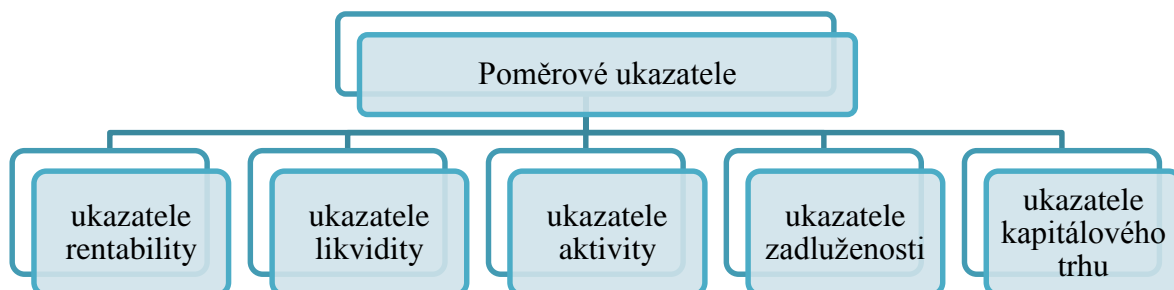 Poměrové ukazatele
ukazatele
rentability
ukazatele
likvidity
ukazatele
aktivity
ukazatele
zadluženosti
ukazatele
kapitálového
trhu